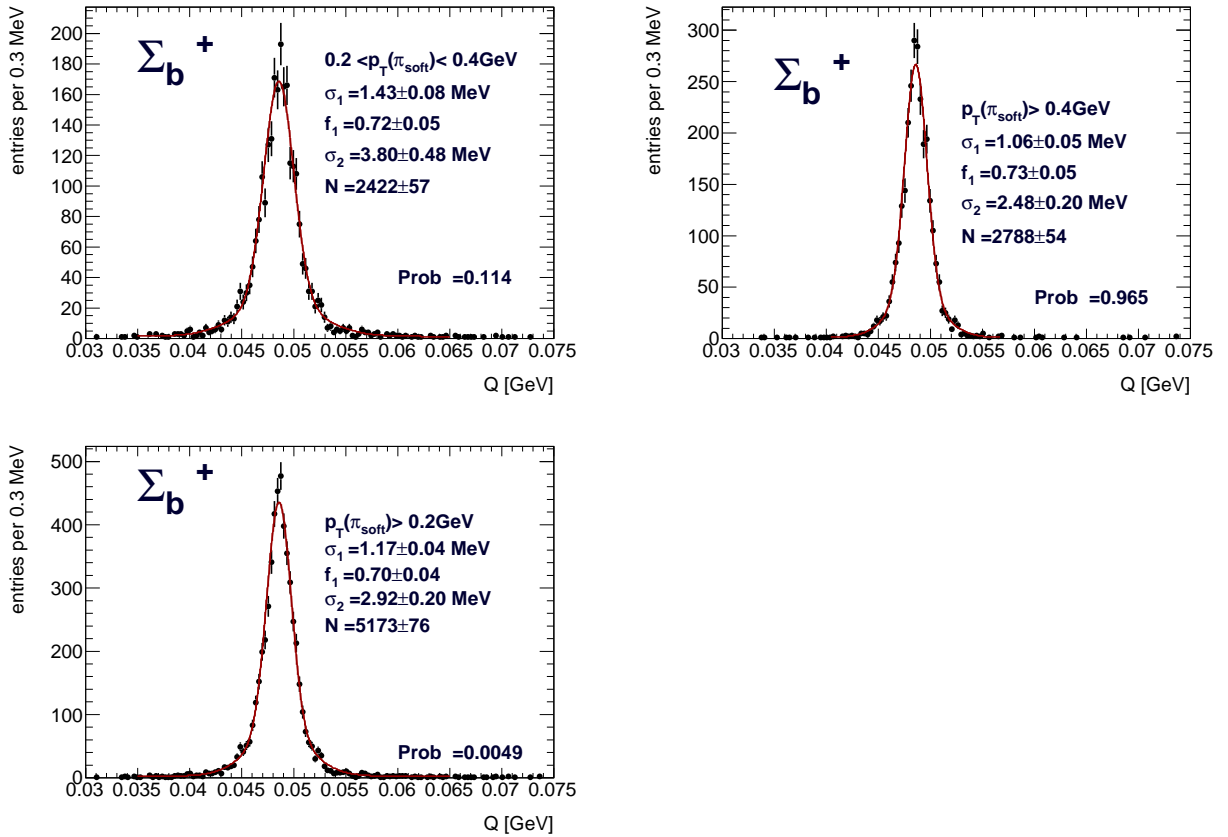 entries per 0.3 MeV
200
180
160
140
120
100
80
60
40
20
0
Σb +
0.2 <pT(πsoft)< 0.4GeV
σ1 =1.43±0.08 MeV
f1 =0.72±0.05
σ2 =3.80±0.48 MeV
N =2422±57
Prob =0.114
0.03 0.035 0.04 0.045 0.05 0.055 0.06 0.065 0.07 0.075
Q [GeV]
entries per 0.3 MeV
300
250
200
150
100
50
0
Σb +
pT(πsoft)> 0.4GeV
σ1 =1.06±0.05 MeV
f1 =0.73±0.05
σ2 =2.48±0.20 MeV
N =2788±54
Prob =0.965
0.03 0.035 0.04 0.045 0.05 0.055 0.06 0.065 0.07 0.075
Q [GeV]
entries per 0.3 MeV
500
400
300
200
100
0
Σb +
pT(πsoft)> 0.2GeV
σ1 =1.17±0.04 MeV
f1 =0.70±0.04
σ2 =2.92±0.20 MeV
N =5173±76
Prob =0.0049
0.03 0.035 0.04 0.045 0.05 0.055 0.06 0.065 0.07 0.075
Q [GeV]